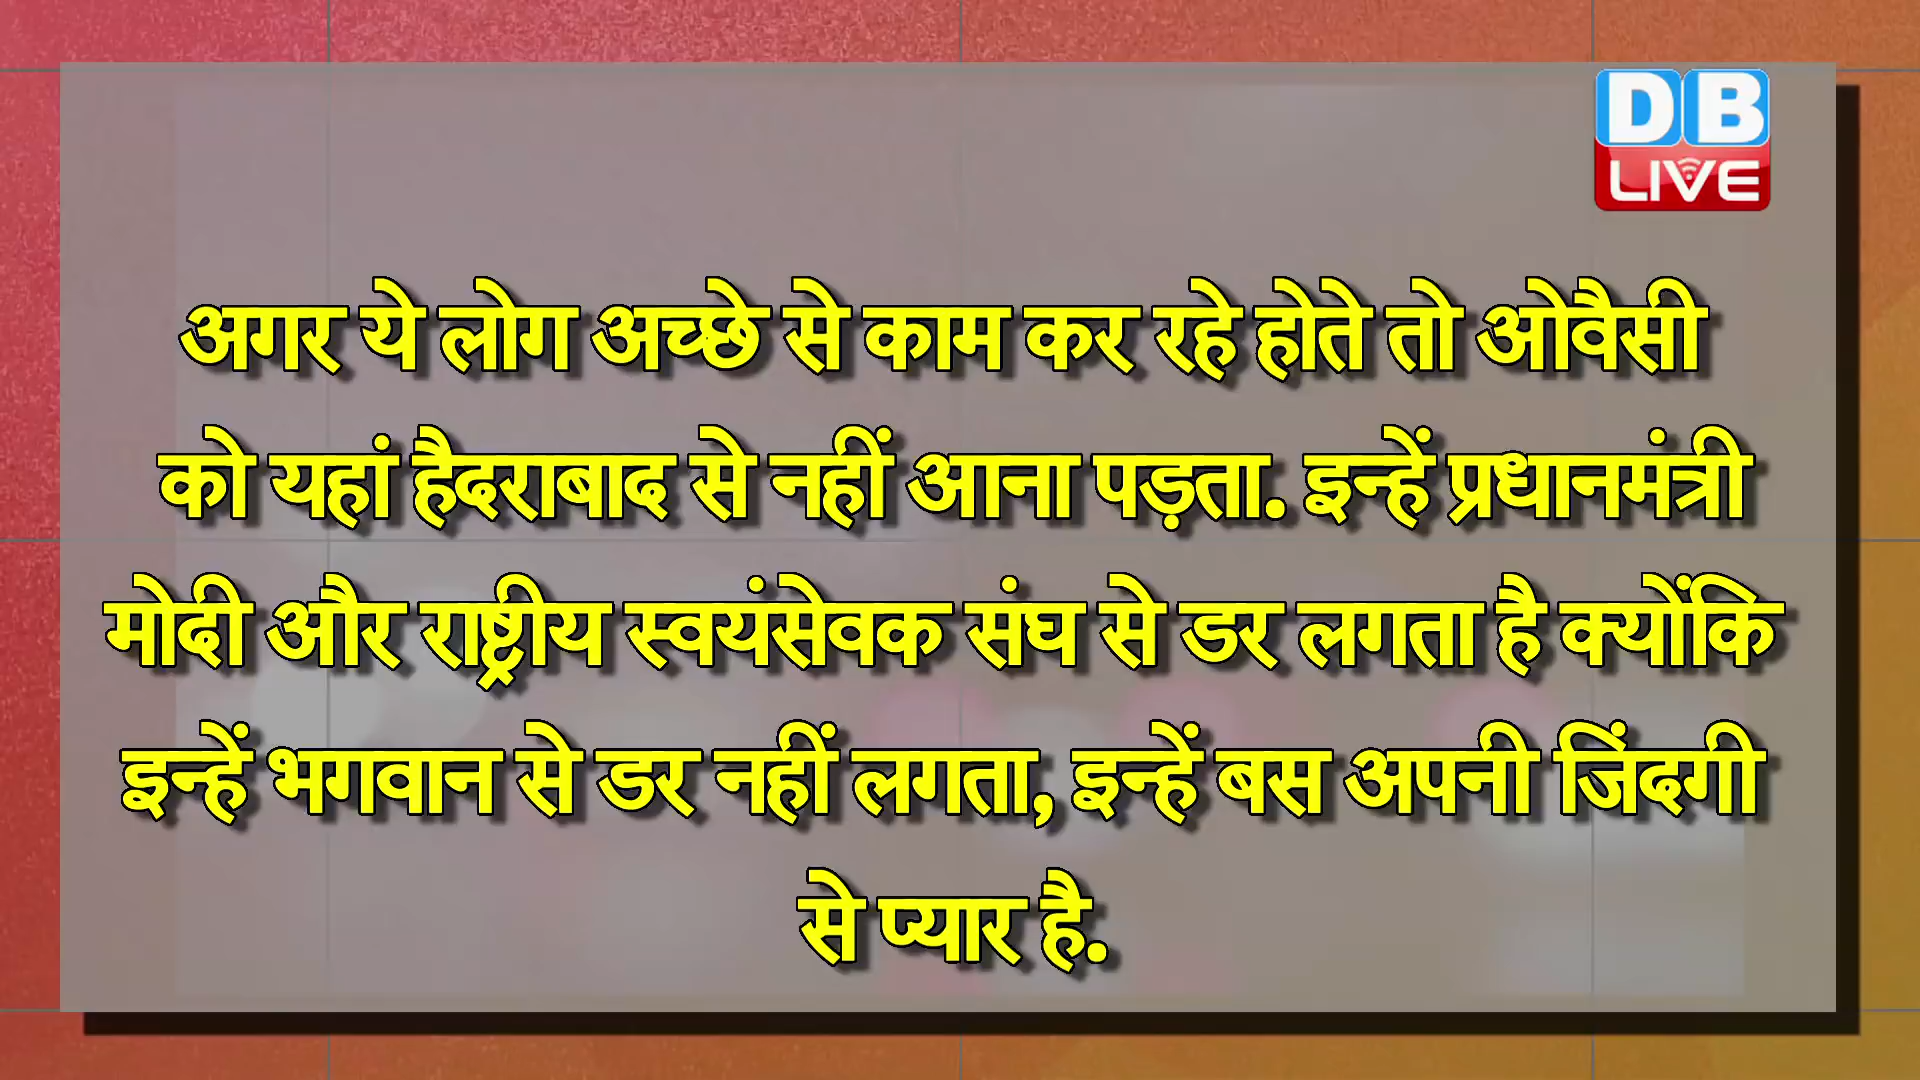 DB
LIVE
अगर ये लोग अच्छे से काम कर रहे होते तो ओवैसी
को यहां हैदराबाद से नहीं आना पड़ता. इन्हें प्रधानमंत्री
मोदी और राष्ट्रीय स्वयंसेवक संघ से डर लगता है क्योंकि
इन्हें भगवान से डर नहीं लगता, इन्हें बस अपनी जिंदगी
से प्यार है.